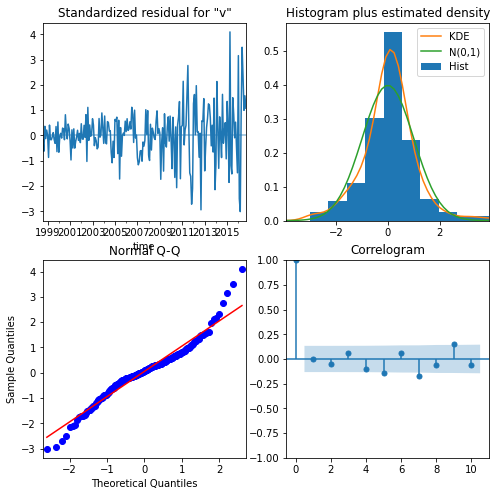 Standardized residual for "v"
4
3
2
1
0
−1
−2
−3
1999 2001 2003 2005 2007 2009 2011 2013 2015
time
Histogram plus estimated density
KDE
N(0,1)
Hist
0.5
0.4
0.3
0.2
0.1
0.0
−2 0 2
Normal Q-Q
Sample Quantiles
4
3
2
1
0
−1
−2
−3
−2 −1 0 1 2
Theoretical Quantiles
Correlogram
1.00
0.75
0.50
0.25
0.00
−0.25
−0.50
−0.75
−1.00
0 2 4 6 8 10